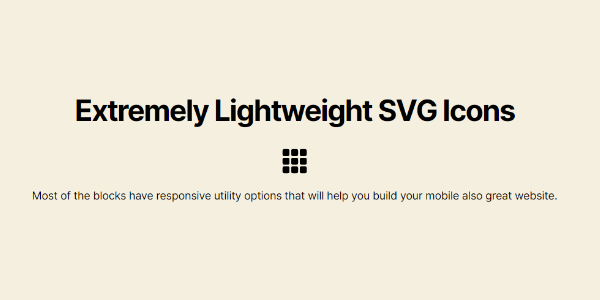 Extremely Lightweight SVG Icons
Most of the blocks have responsive utility options that will help you build your mobile also great website.